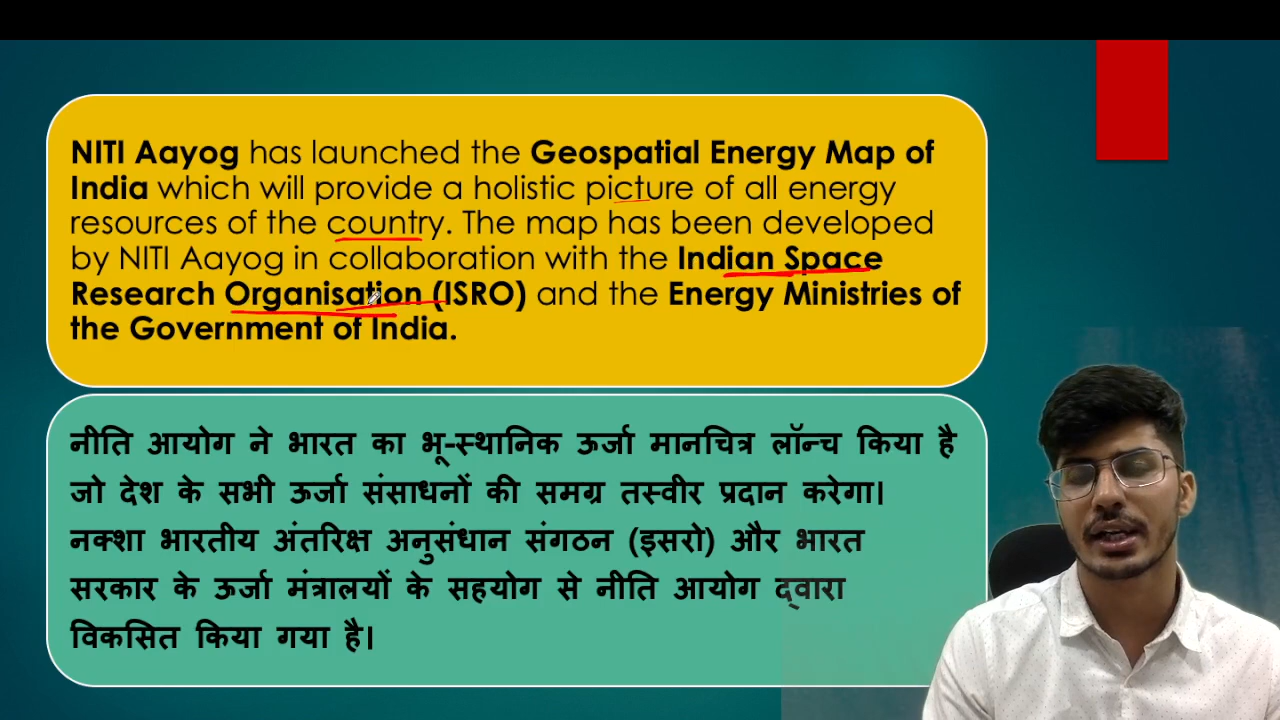 NITI Aayog has launched the Geospatial Energy Map of
India which will provide a holistic picture of all energy
resources of the country. The map has been developed
by NITI Aayog in collaboration with the Indian Space
Research Organisation (ISRO) and the Energy Ministries of
the Government of India.
नीति आयोग ने भारत का भू-स्थानिक ऊर्जा मानचित्र लॉन्च किया है
जो देश के सभी ऊर्जा संसाधनों की समग्र तस्वीर प्रदान करेगा।
नक्शा भारतीय अंतरिक्ष अनुसंधान संगठन (इसरो) और भारत
सरकार के ऊर्जा मंत्रालयों के सहयोग से नीति आयोग द्वारा
विकसित किया गया है।